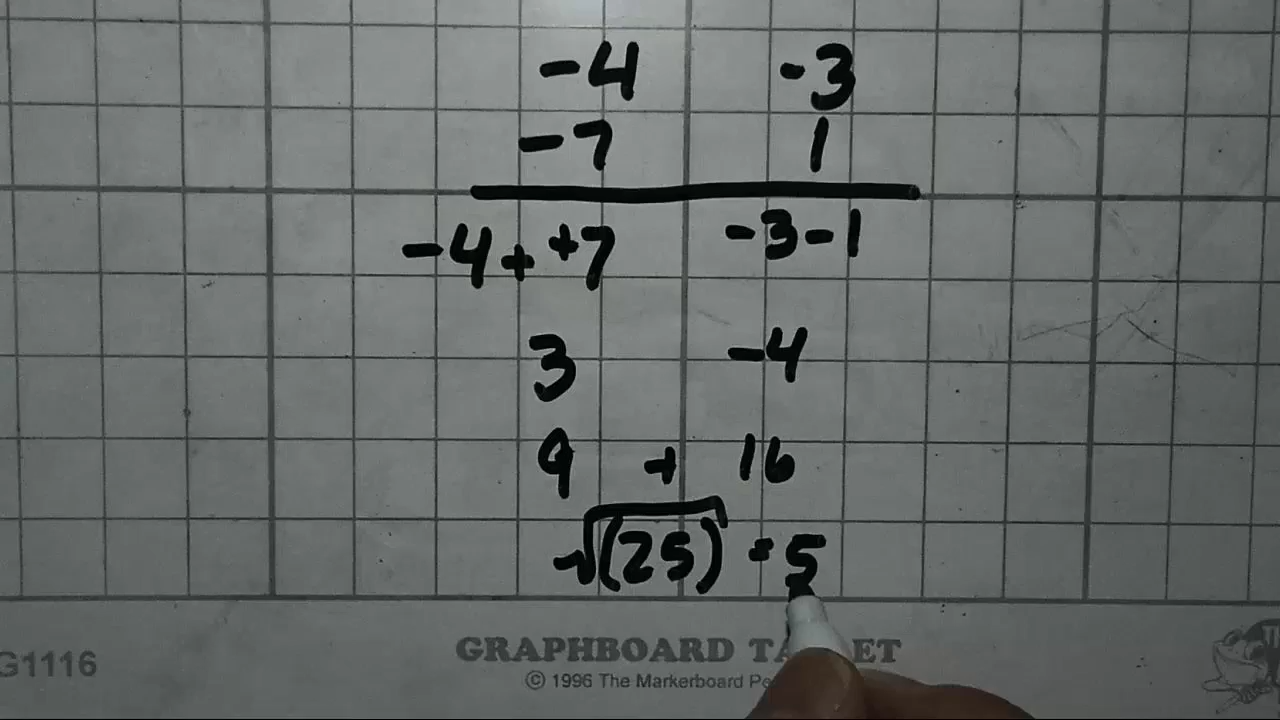 -4 -3
-7 1
-4 + +7 -3-1
3 -4
9 + 16
√(25) = 5
G1116
GRAPHBOARD TA ET
© 1996 The Markerboard Pe